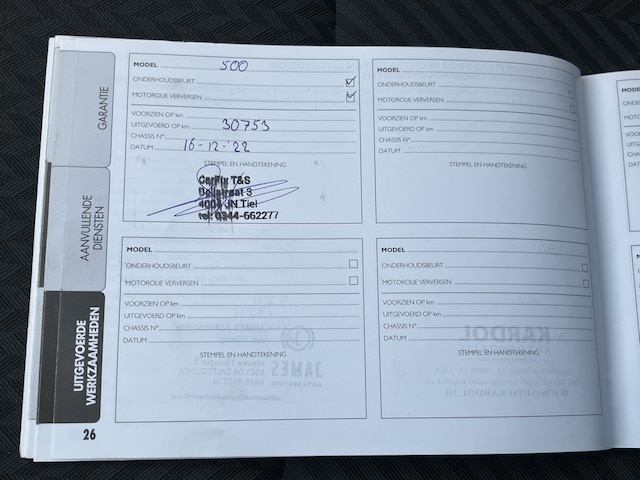 GARANTIE
AANVULLENDE
DIENSTEN
UITGEVOERDE
WERKZAAMHEDEN
26
MODEL 500
ONDERHOUDSBEURT
MOTOROLIE VERVERSEN
VOORZIEN OP km
UITGEVOERD OP km 30753
CHASSIS N°
DATUM 16-12-'22
STEMPEL EN HANDTEKENING
CarFix T&S
4004 JN Tiel
tel: 0344-662277
MODEL
ONDERHOUDSBEURT
MOTOROLIE VERVERSEN
VOORZIEN OP km
UITGEVOERD OP km
CHASSIS N°
DATUM
STEMPEL EN HANDTEKENING
MODEL
ONDERHOUDSBEURT
MOTOROLIE VERVERSEN
VOORZIEN OP km
UITGEVOERD OP km
CHASSIS N°
DATUM
STEMPEL EN HANDTEKENING
MODEL
ONDERHOUDSBEURT
MOTOROLIE VERVERSEN
VOORZIEN OP km
UITGEVOERD OP km
CHASSIS N°
DATUM
STEMPEL EN HANDTEKENING